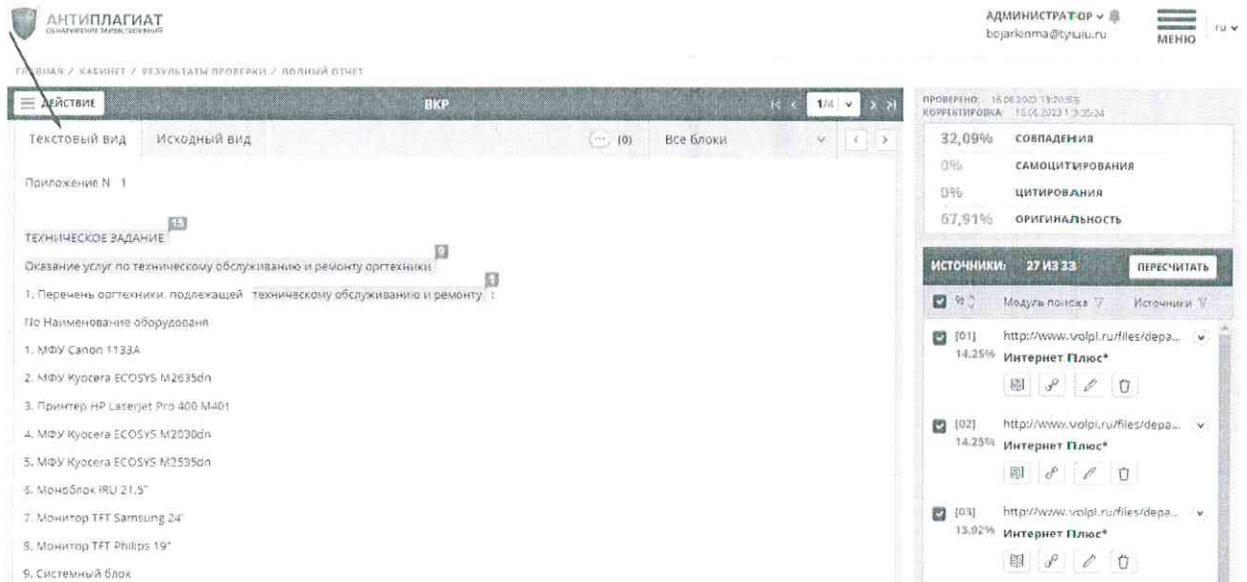 АНТИПЛАГИАТ
ОБНАРУЖЕНИЕ ЗАИМСТВОВАНИЙ
АДМИНИСТРАТОР
МЕНЮ
ru
ГЛАВНАЯ / КАБИНЕТ / РЕЗУЛЬТАТЫ ПРОВЕРКИ / ПОЛНЫЙ ОТЧЕТ
ДЕЙСТВИЕ
ВКР
1/4
ПРОВЕРЕНО:
КОРРЕКТИРОВКА:
Текстовый вид
Исходный вид
(0)
Все блоки
32,09% СОВПАДЕНИЯ
0% САМОЦИТИРОВАНИЯ
0% ЦИТИРОВАНИЯ
67,91% ОРИГИНАЛЬНОСТЬ
Приложение N 1
15
ТЕХНИЧЕСКОЕ ЗАДАНИЕ
9
Оказание услуг по техническому обслуживанию и ремонту оргтехники
1
1. Перечень оргтехники, подлежащей техническому обслуживанию и ремонту :
No Наименование оборудованя
1. МФУ Canon 1133A
2. МФУ Kyocera ECOSYS M2635dn
3. Принтер HP Laserjet Pro 400 M401
4. МФУ Kyocera ECOSYS M2030dn
5. МФУ Kyocera ECOSYS M2535dn
6. Моноблок IRU 21.5"
7. Монитор TFT Samsung 24"
8. Монитор TFT Philips 19"
9. Системный блок
ИСТОЧНИКИ: 27 ИЗ 33
ПЕРЕСЧИТАТЬ
%
Модуль поиска
Источники
[01] http://www.volpi.ru/files/depa...
14.25% Интернет Плюс*
[02] http://www.volpi.ru/files/depa...
14.25% Интернет Плюс*
[03] http://www.volpi.ru/files/depa...
13.92% Интернет Плюс*